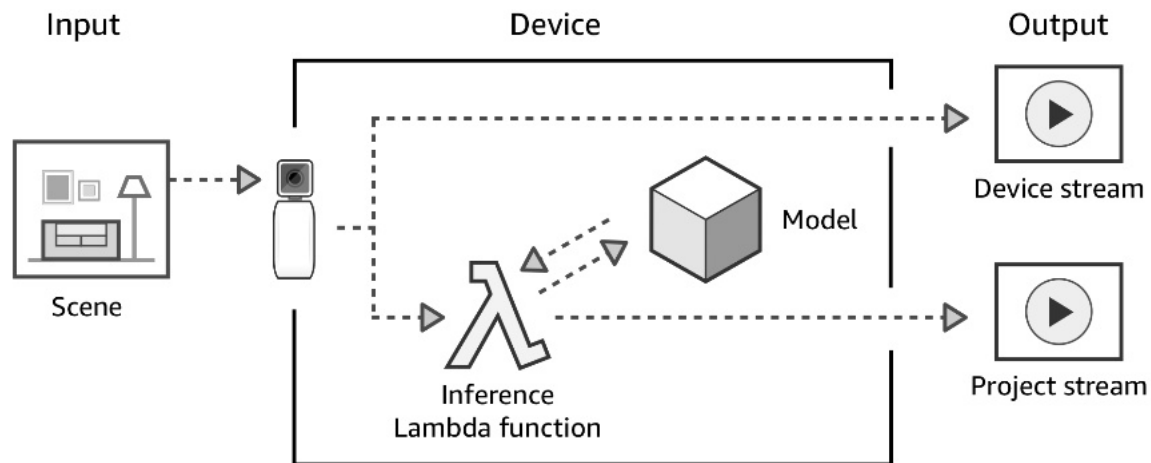 Input
Device
Output
Scene
Model
Device stream
Inference
Lambda function
Project stream